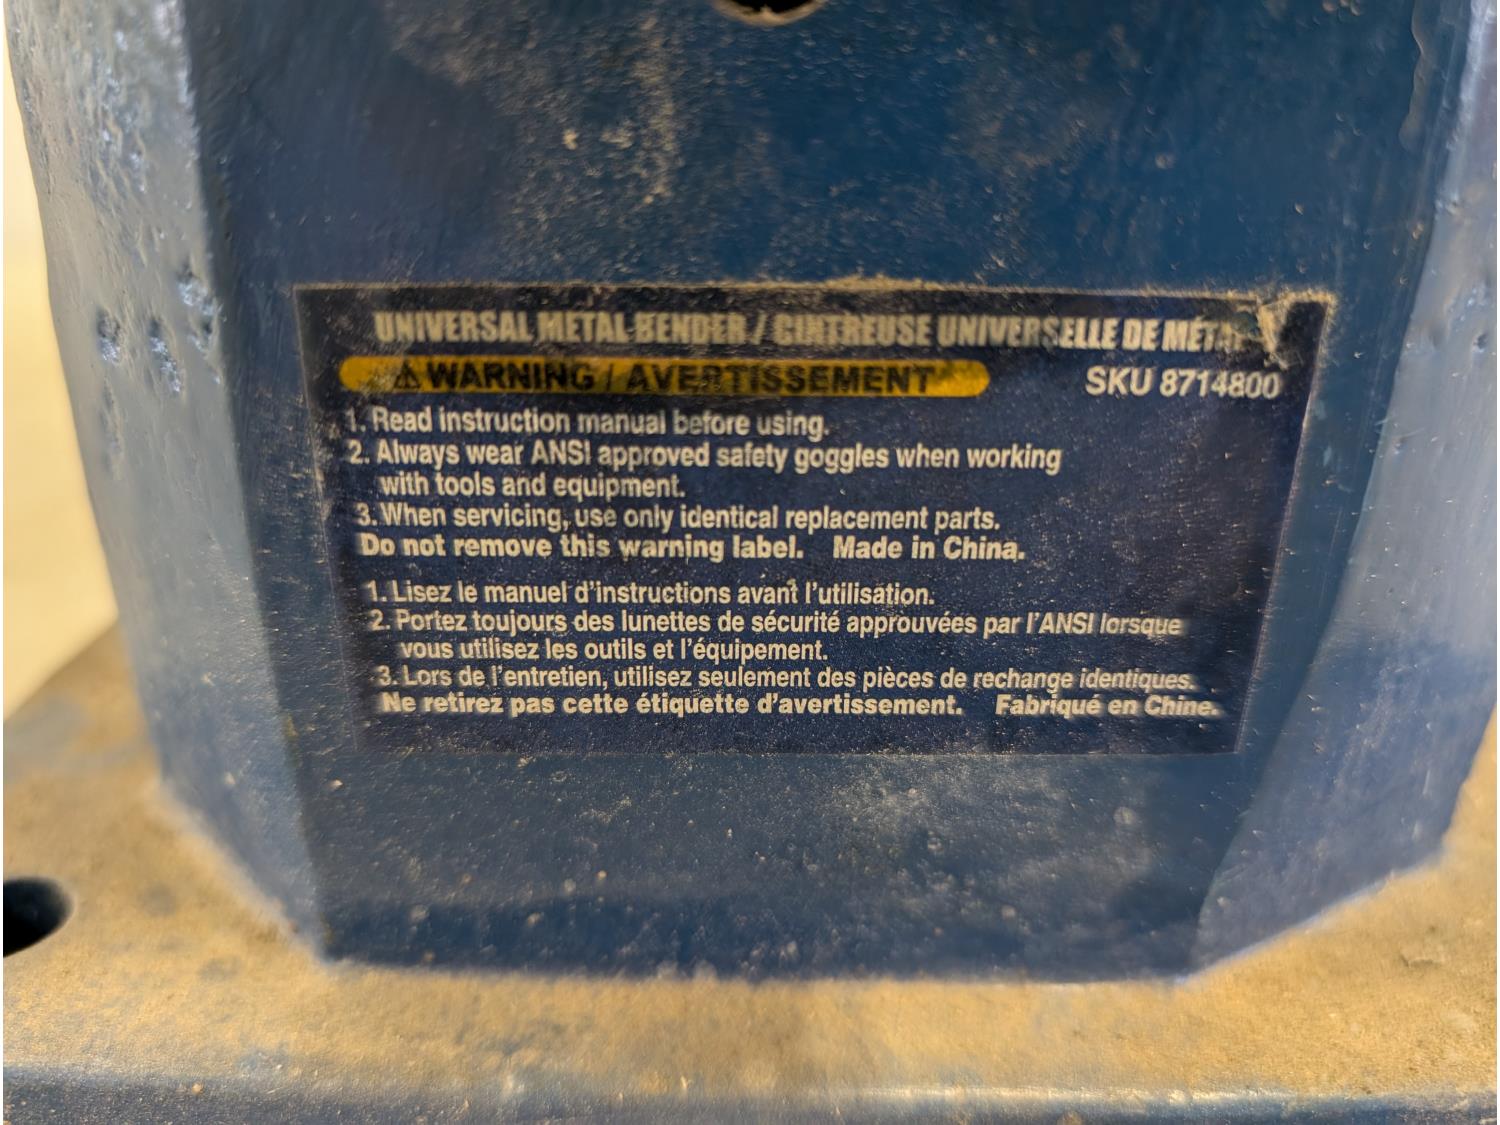 UNIVERSAL METAL BENDER / CINTREUSE UNIVERSELLE DE
WARNING / AVERTISSEMENT SKU 8714800
1. Read instruction manual before using.
2. Always wear ANSI approved safety goggles when working
with tools and equipment.
3. When servicing, use only identical replacement parts.
Do not remove this warning label. Made in China.
1. Lisez le manuel d'instructions avant l'utilisation.
2. Portez toujours des lunettes de sécurité approuvées par l'ANSI lorsque
vous utilisez les outils et l'équipement.
3. Lors de l'entretien, utilisez seulement des pièces de rechange identiques.
Ne retirez pas cette étiquette d'avertissement. Fabriqué en Chine.